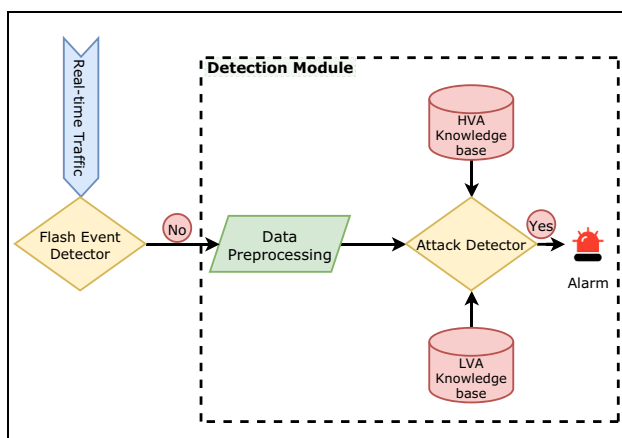 Real-time Traffic
Detection Module
HVA
Knowledge
base
Flash Event
Detector
No
Data
Preprocessing
Attack Detector
Yes
Alarm
LVA
Knowledge
base